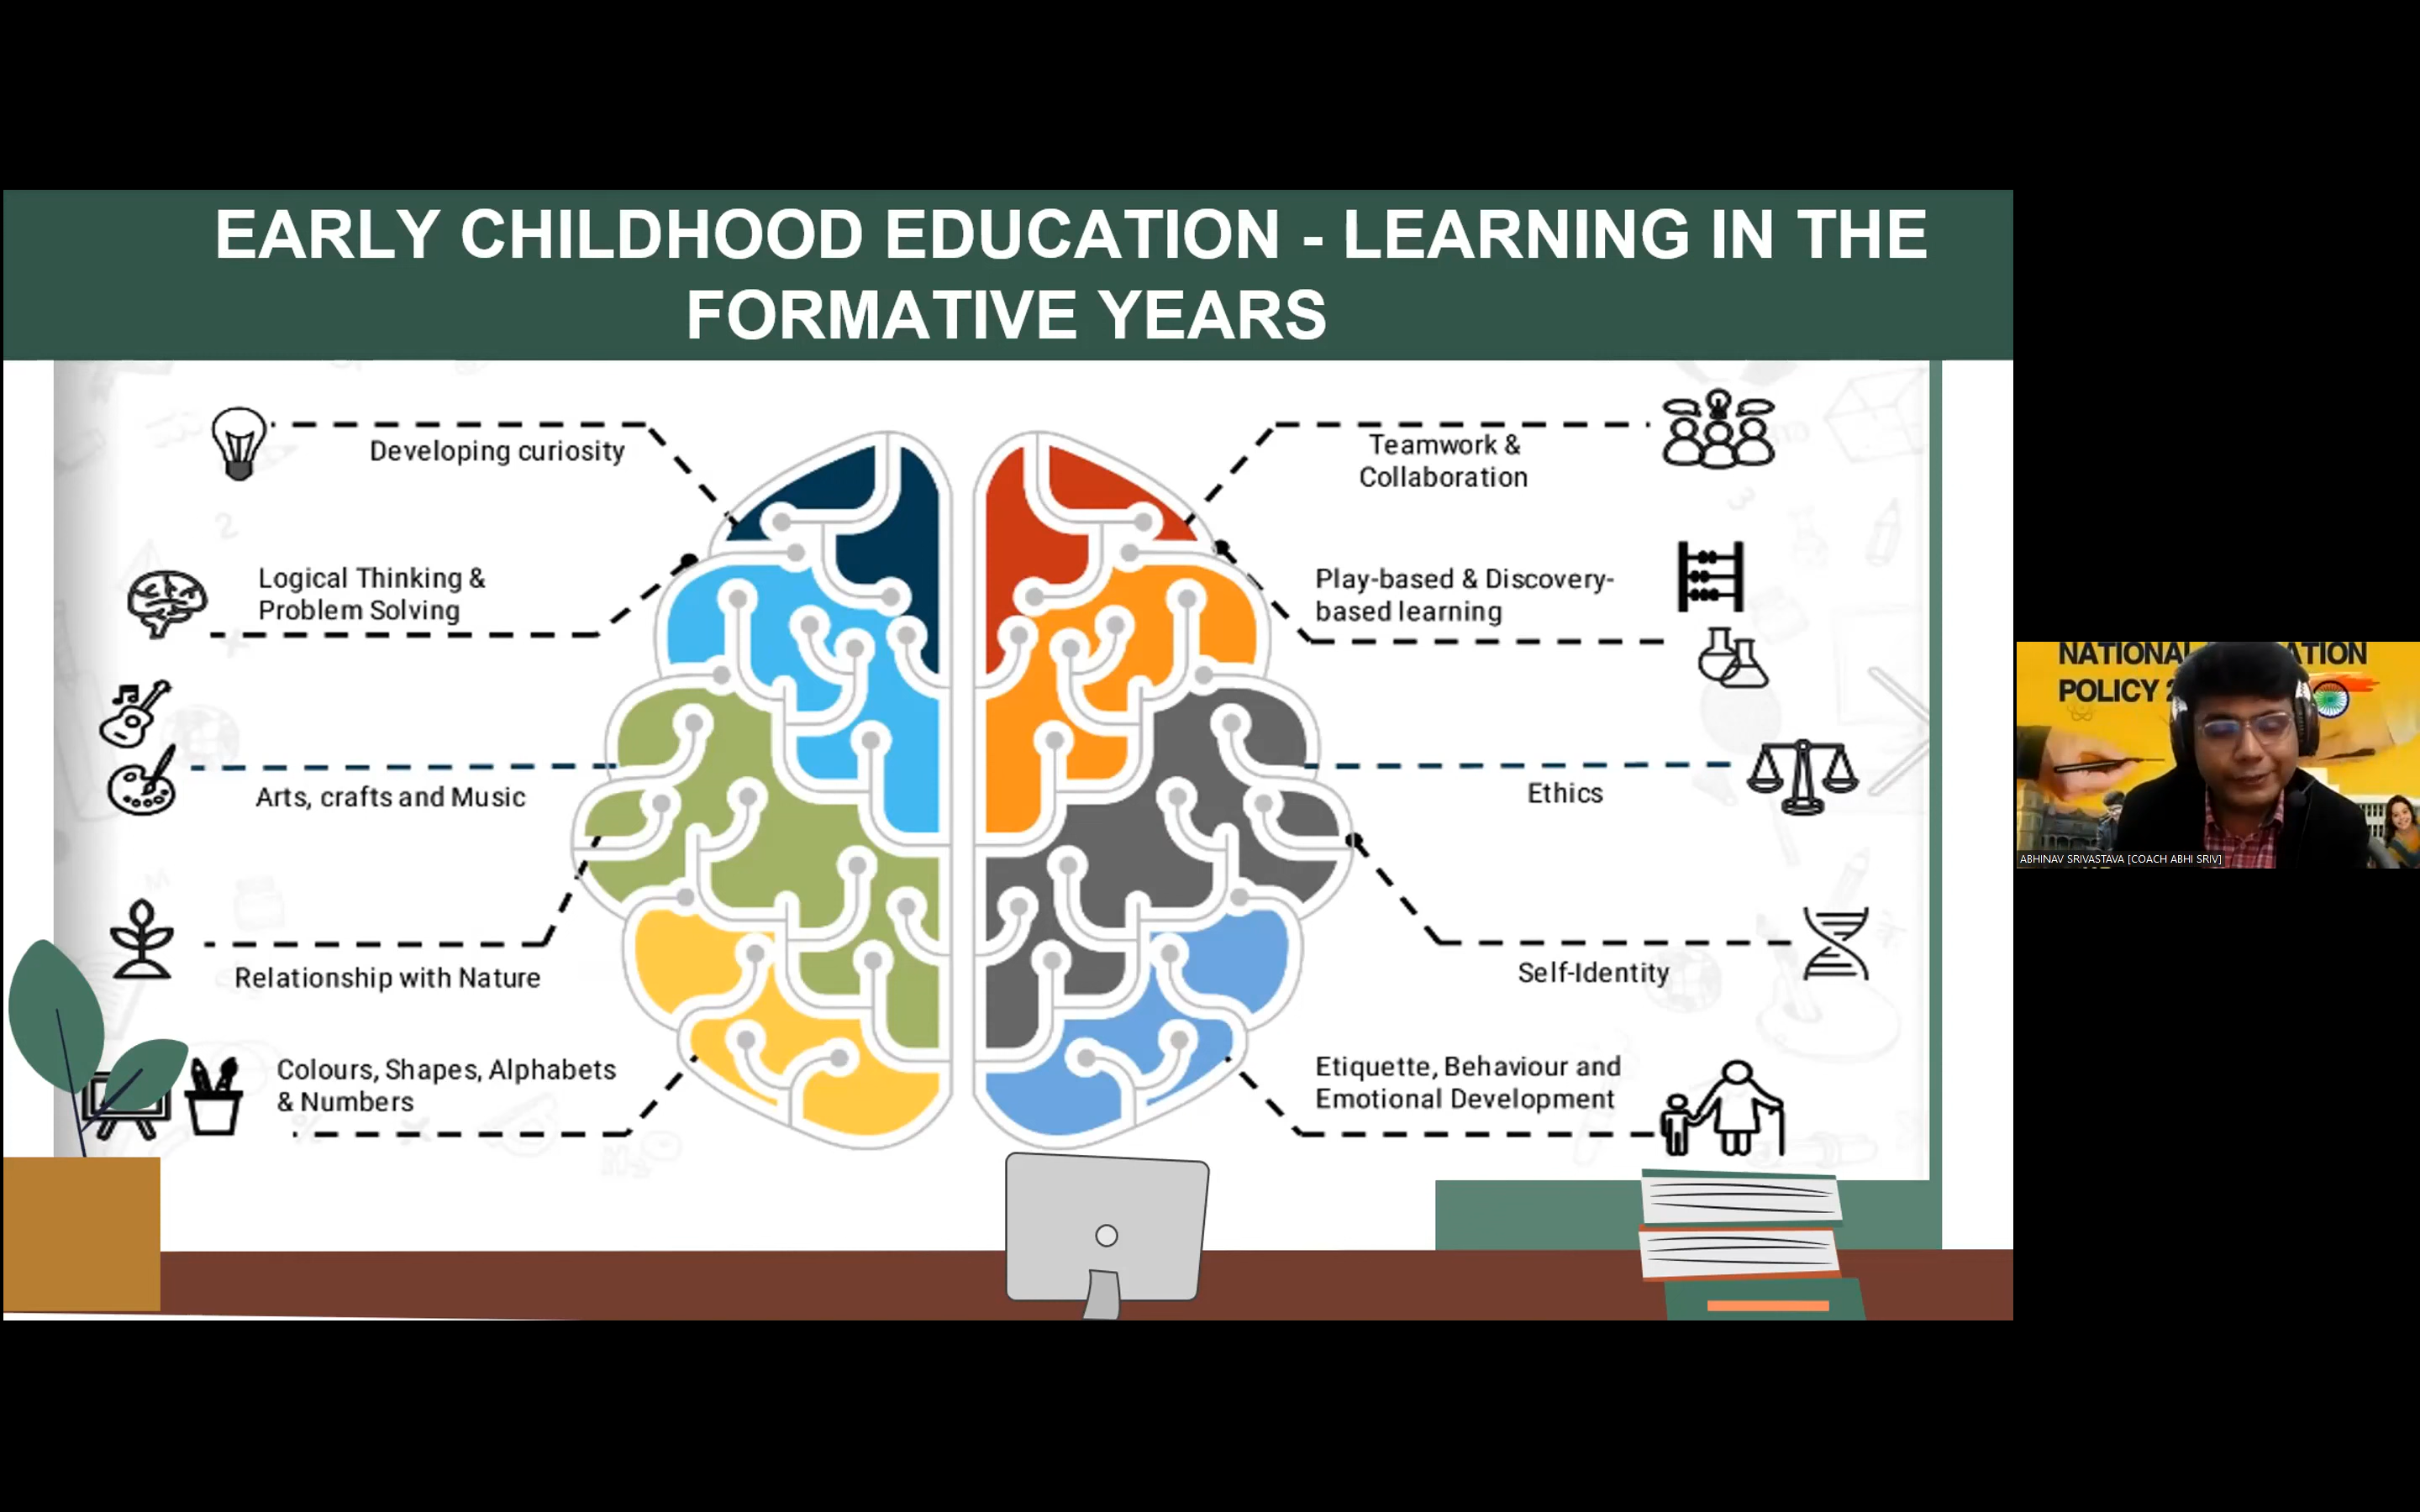 EARLY CHILDHOOD EDUCATION - LEARNING IN THE
FORMATIVE YEARS
Developing curiosity
Logical Thinking &
Problem Solving
Arts, crafts and Music
Relationship with Nature
Colours, Shapes, Alphabets
& Numbers
Teamwork &
Collaboration
Play-based & Discovery-
based learning
Ethics
Self-Identity
Etiquette, Behaviour and
Emotional Development
NATIONAL
POLICY 2
ABHINAV SRIVASTAVA [COACH ABHI SRIV]